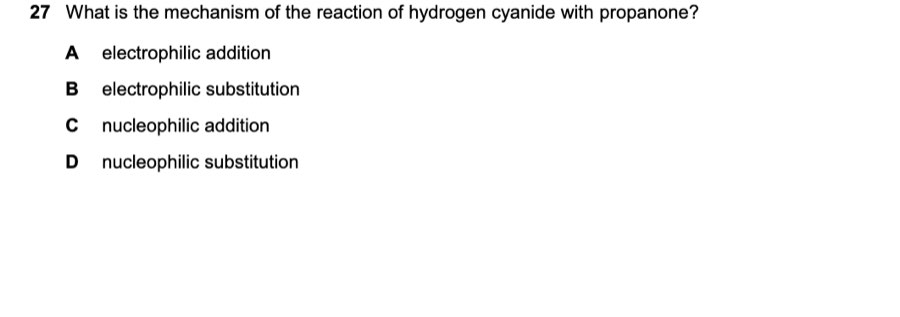 27 What is the mechanism of the reaction of hydrogen cyanide with propanone?
A electrophilic addition
B electrophilic substitution
C nucleophilic addition
D nucleophilic substitution